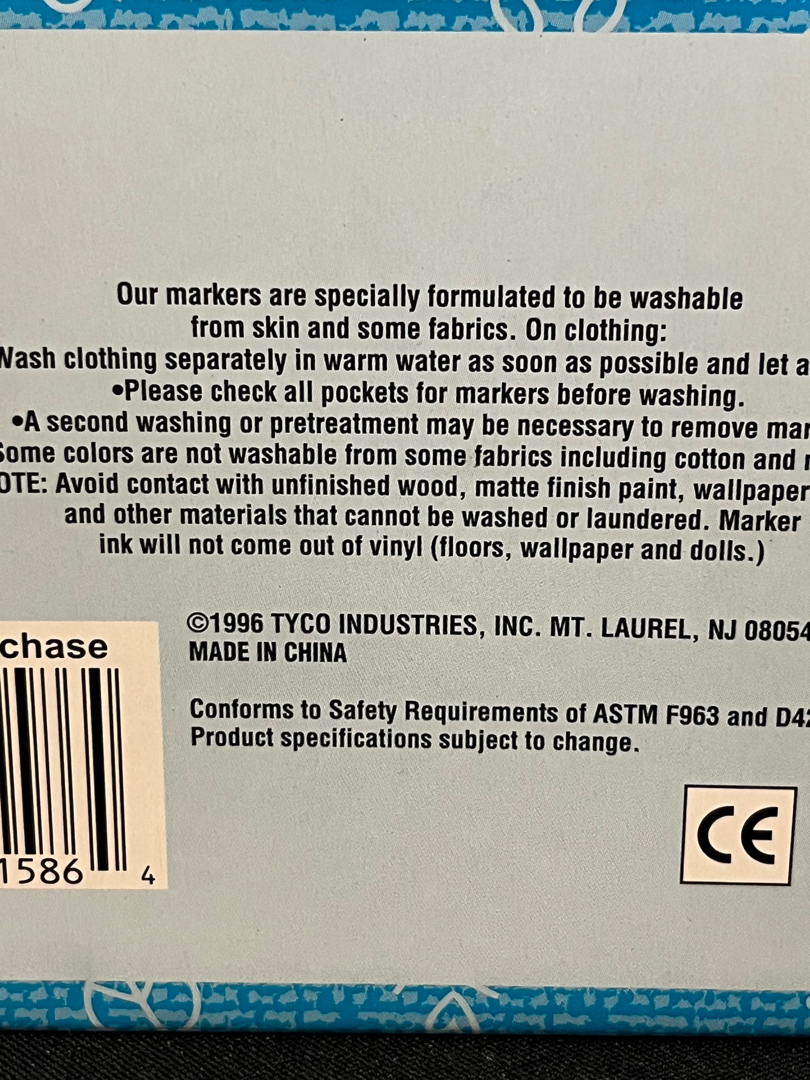 Our markers are specially formulated to be washable
from skin and some fabrics. On clothing:
Wash clothing separately in warm water as soon as possible and let a
•Please check all pockets for markers before washing.
•A second washing or pretreatment may be necessary to remove mar
Some colors are not washable from some fabrics including cotton and
OTE: Avoid contact with unfinished wood, matte finish paint, wallpaper
and other materials that cannot be washed or laundered. Marker
ink will not come out of vinyl (floors, wallpaper and dolls.)
chase
©1996 TYCO INDUSTRIES, INC. MT. LAUREL, NJ 08054
MADE IN CHINA
Conforms to Safety Requirements of ASTM F963 and D42
Product specifications subject to change.
1586 4
CE